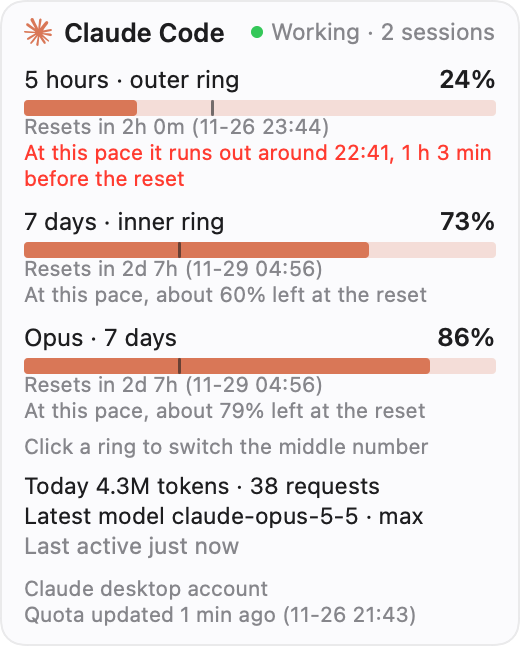 Claude Code
Working · 2 sessions
5 hours · outer ring
24%
Resets in 2h 0m (11-26 23:44)
At this pace it runs out around 22:41, 1 h 3 min
before the reset
7 days · inner ring
73%
Resets in 2d 7h (11-29 04:56)
At this pace, about 60% left at the reset
Opus · 7 days
86%
Resets in 2d 7h (11-29 04:56)
At this pace, about 79% left at the reset
Click a ring to switch the middle number
Today 4.3M tokens · 38 requests
Latest model claude-opus-5-5 · max
Last active just now
Claude desktop account
Quota updated 1 min ago (11-26 21:43)